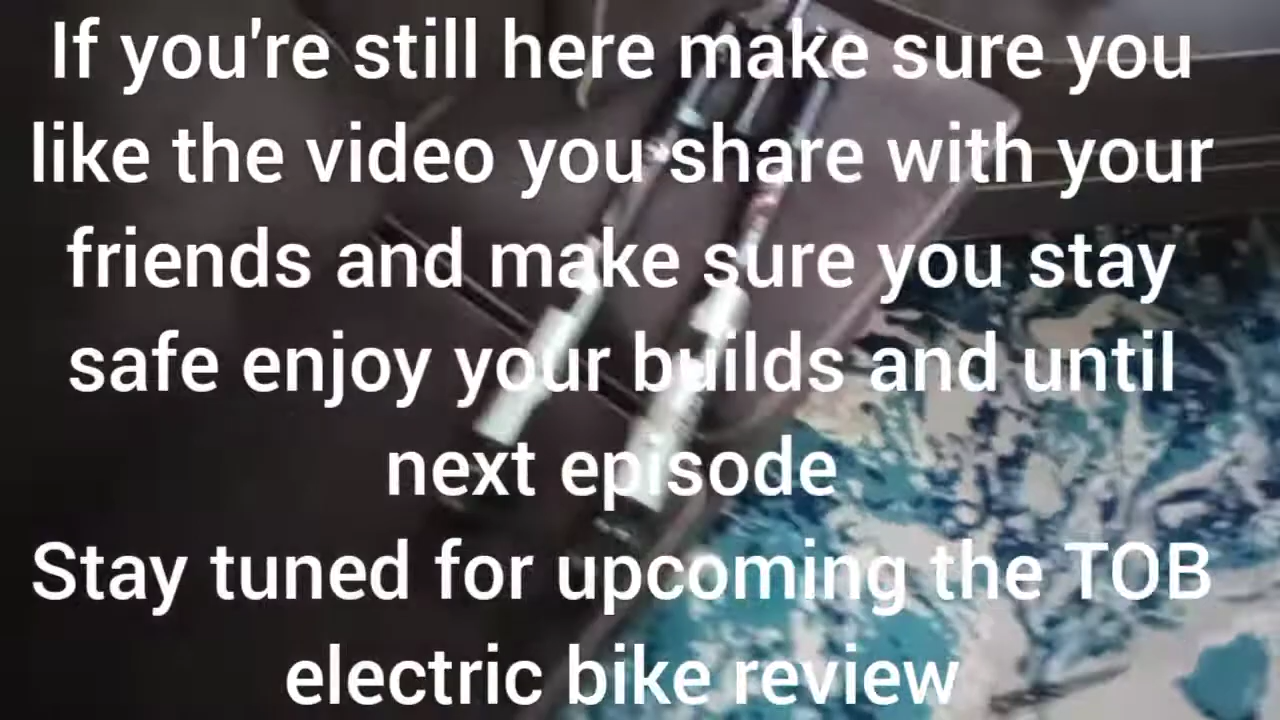 If you're still here make sure you
like the video you share with your
friends and make sure you stay
safe enjoy your builds and until
next episode
Stay tuned for upcoming the TOB
electric bike review